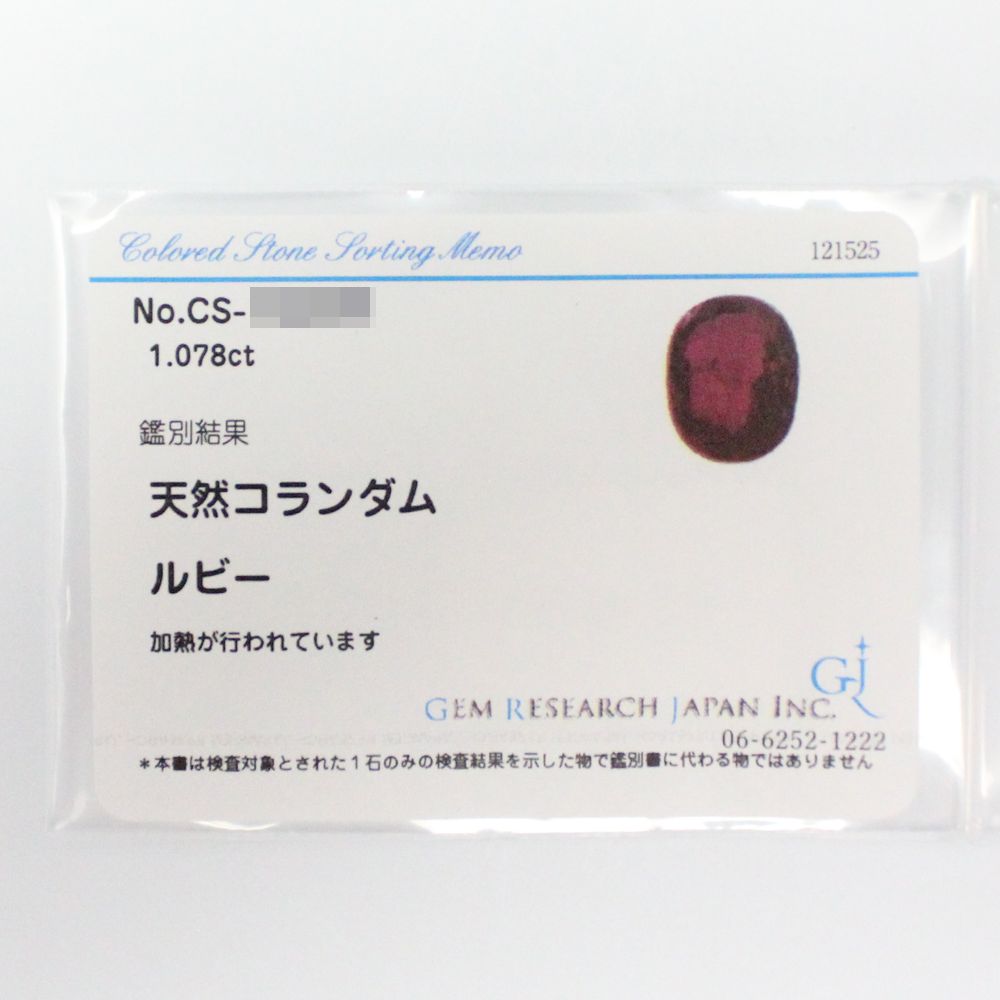 Colored Stone Sorting Memo
121525
No.CS-
1.078ct
鑑別結果
天然コランダム
ルビー
加熱が行われています
GJ
GEM RESEARCH JAPAN INC.
06-6252-1222
*本書は検査対象とされた1石のみの検査結果を示した物で鑑別書に代わる物ではありません